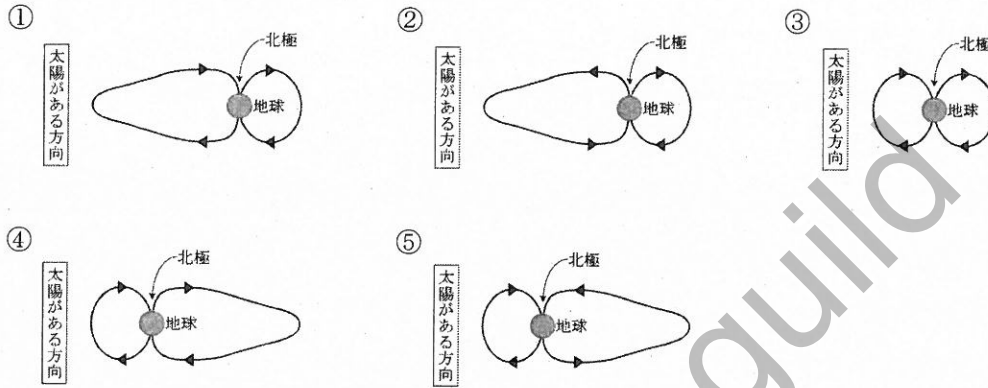 ①
太陽がある方向
北極
地球
②
太陽がある方向
北極
地球
③
太陽がある方向
北極
地球
④
太陽がある方向
北極
地球
⑤
太陽がある方向
北極
地球
guild